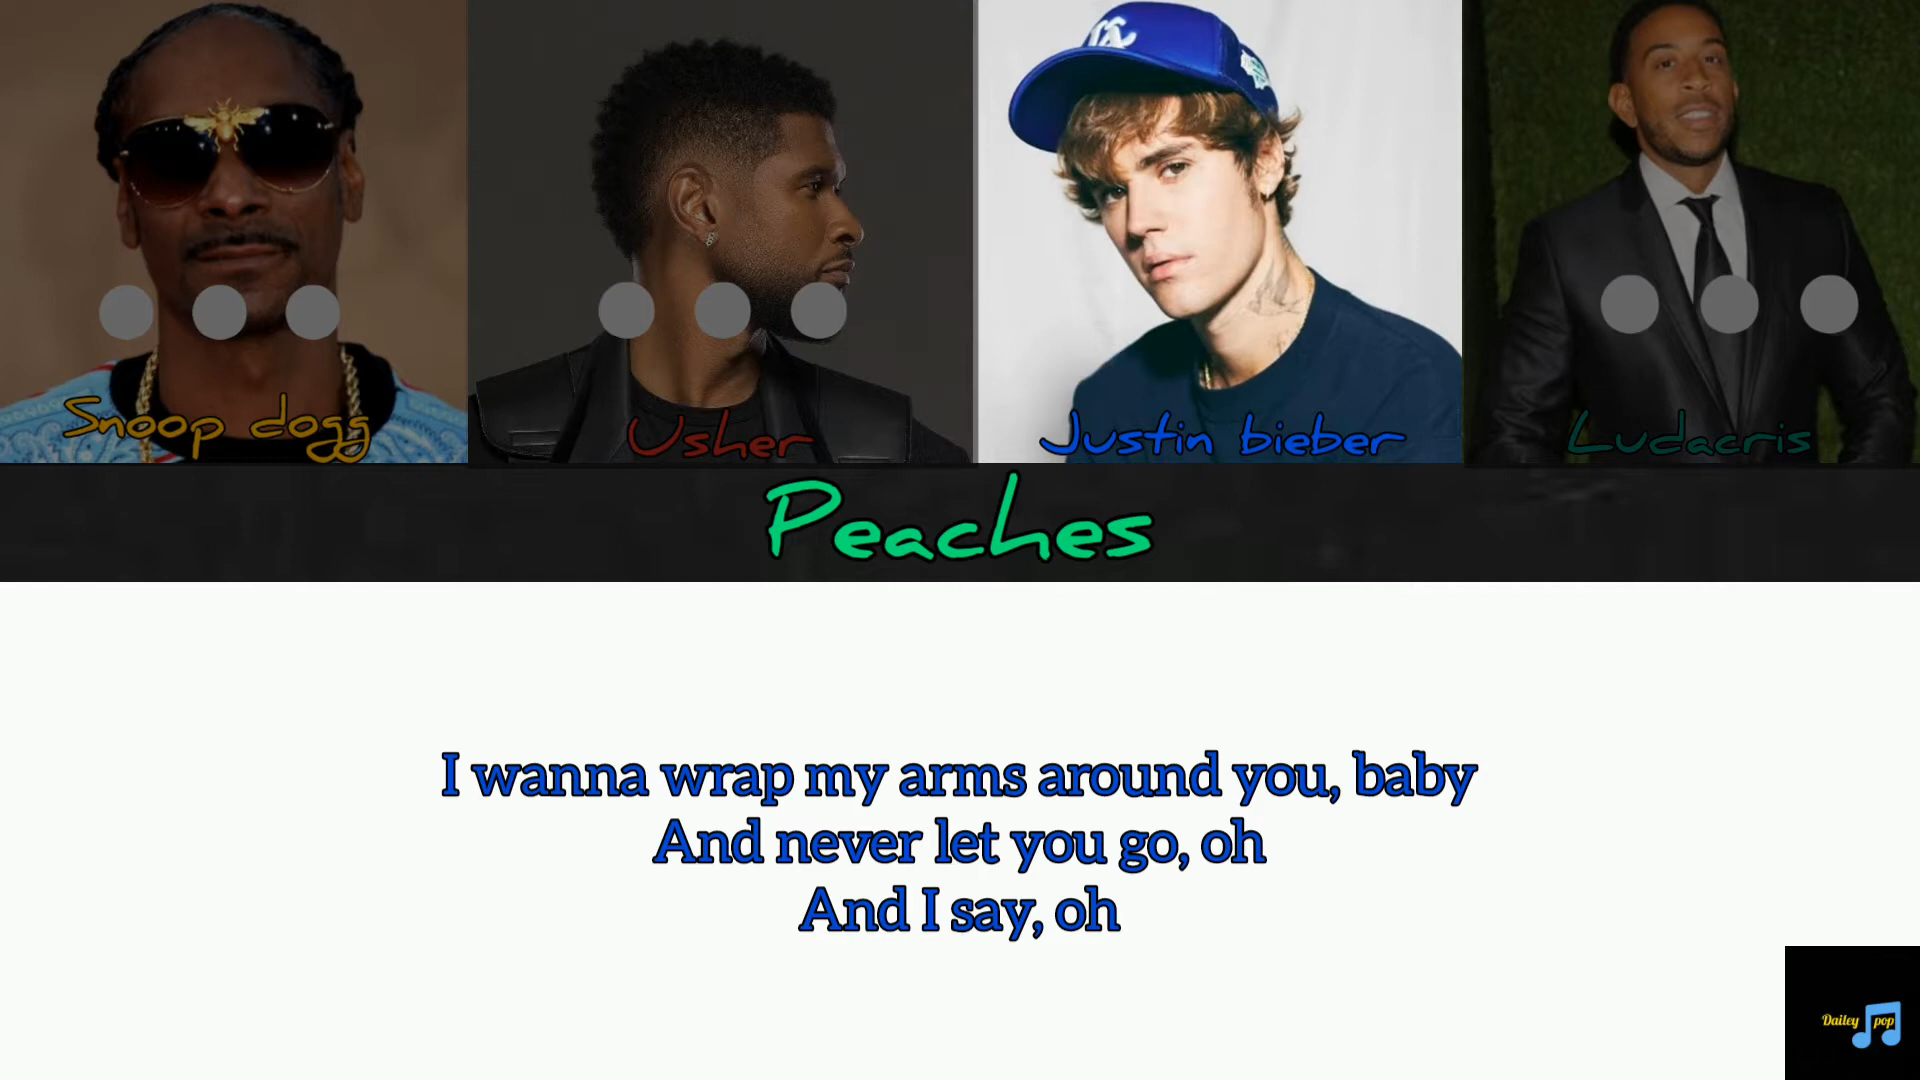 LA
Snoop dogg
Usher
Justin bieber
Ludacris
Peaches
I wanna wrap my arms around you, baby
And never let you go, oh
And I say, oh
Dailey pop